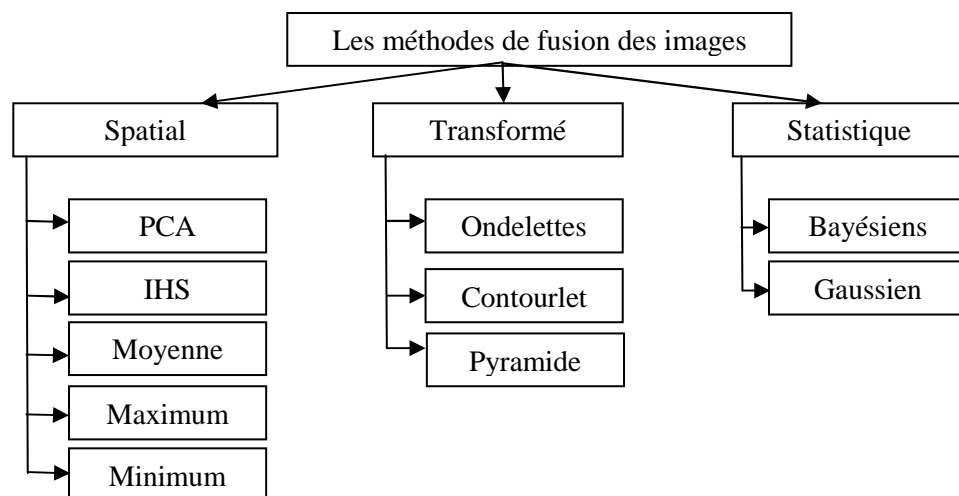 Les méthodes de fusion des images
Spatial
PCA
IHS
Moyenne
Maximum
Minimum
Transformé
Ondelettes
Contourlet
Pyramide
Statistique
Bayésiens
Gaussien